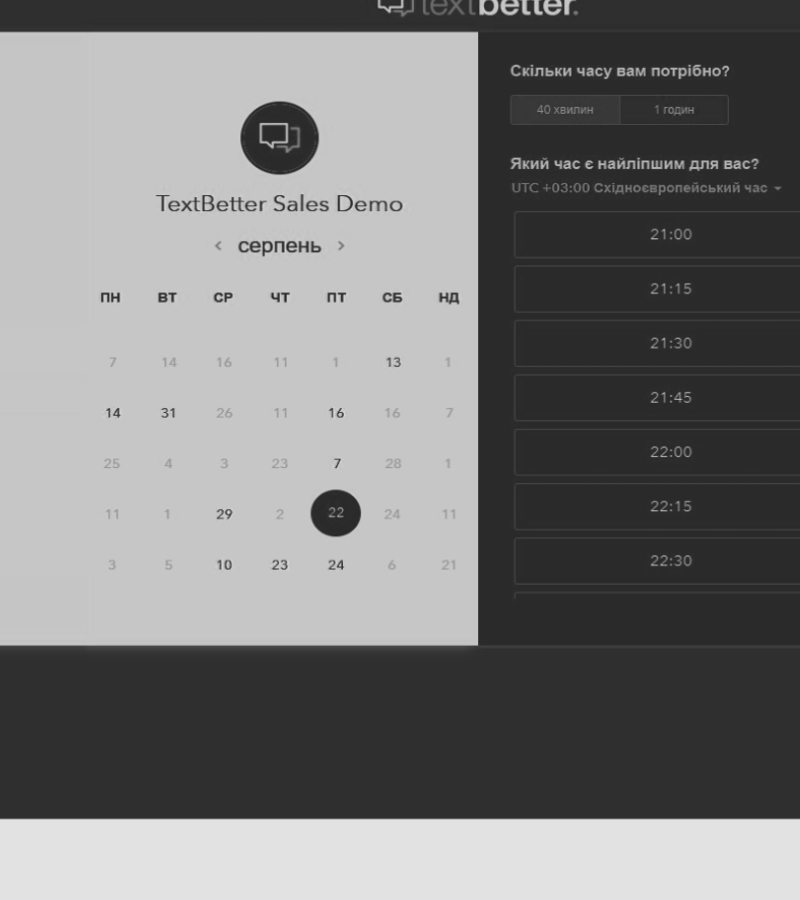 textbetter.
TextBetter Sales Demo
< серпень >
ПН ВТ СР ЧТ ПТ СБ НД
7 14 16 11 1 13 1
14 31 26 11 16 16 7
25 4 3 23 7 28 1
11 1 29 2 22 24 11
3 5 10 23 24 6 21
Скільки часу вам потрібно?
40 хвилин 1 годин
Який час є найліпшим для вас?
UTC +03:00 Східноєвропейський час
21:00
21:15
21:30
21:45
22:00
22:15
22:30